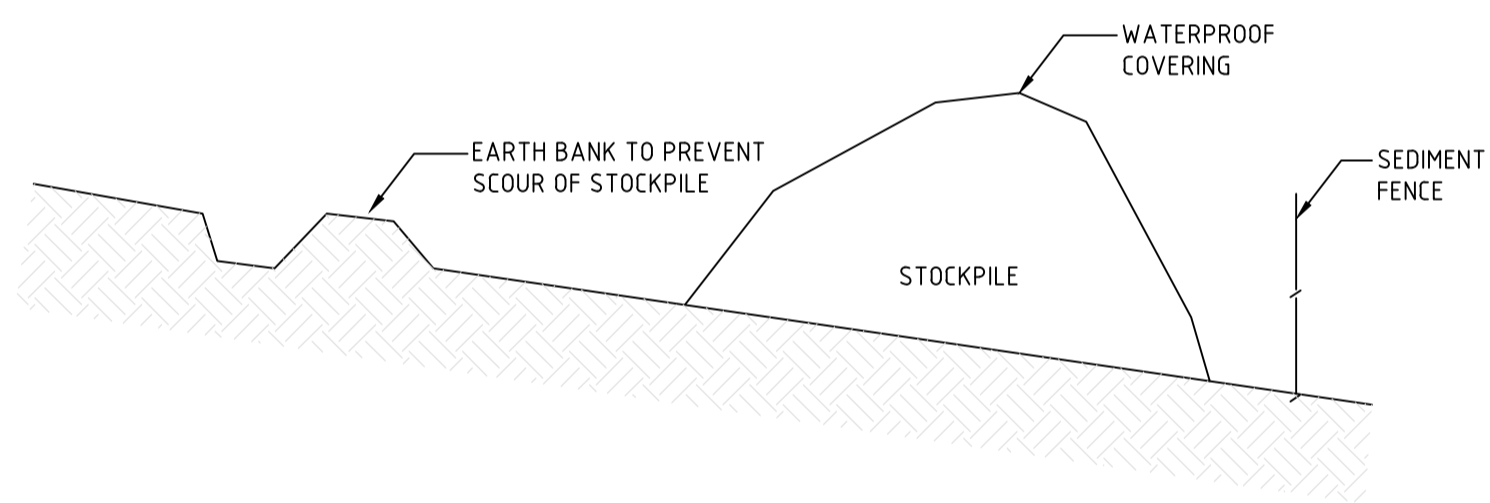 WATERPROOF
COVERING
EARTH BANK TO PREVENT
SCOUR OF STOCKPILE
SEDIMENT
FENCE
STOCKPILE